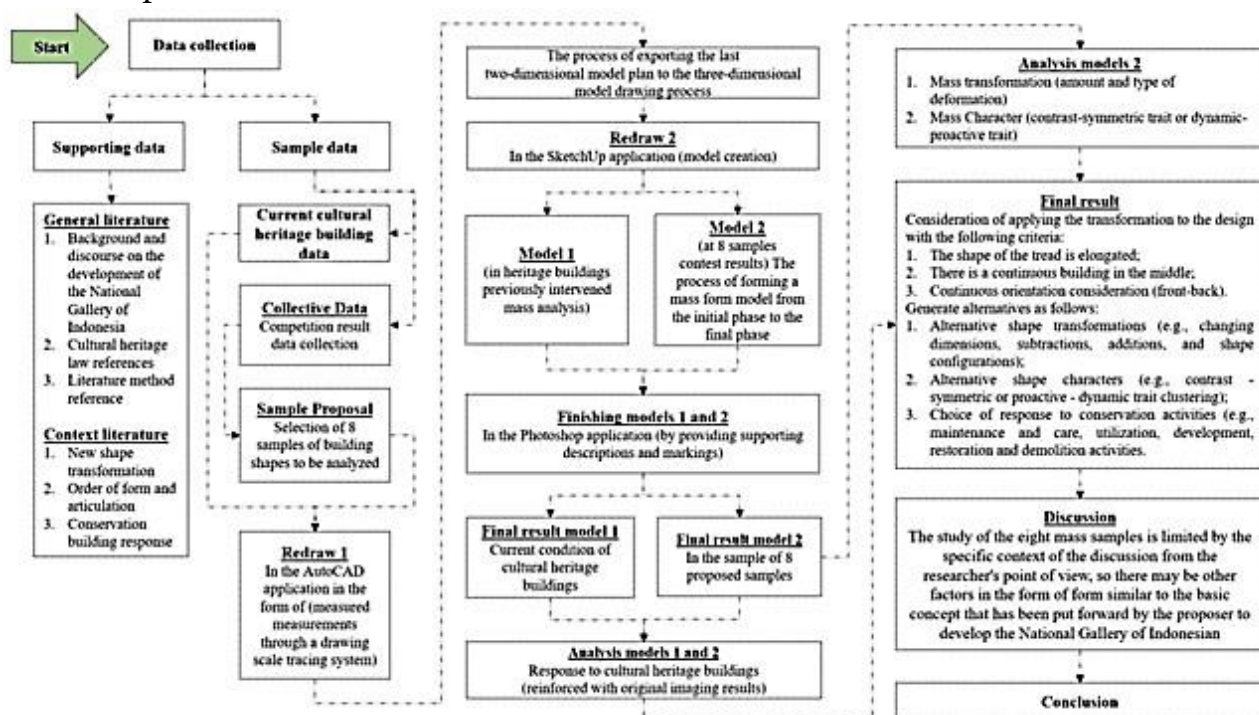 Start
Data collection
Supporting data
Sample data
General literature
1. Background and
discourse on the
development of
the National
Gallery of
Indonesia
2. Cultural heritage
law references
3. Literature method
reference
Context literature
1. New shape
transformation
2. Order of form and
articulation
3. Conservation
building response
Current cultural
heritage building
data
Collective Data
Competition result
data collection
Sample Proposal
Selection of 8
samples of building
shapes to be analyzed
Redraw 1
In the AutoCAD
application in the
form of (measured
measurements
through a drawing
scale tracing system)
The process of exporting the last
two-dimensional model plan to the three-dimensional
model drawing process
Redraw 2
In the SketchUp application (model creation)
Model 1
(in heritage buildings
previously intervened
mass analysis)
Model 2
(at 8 samples
contest results) The
process of forming a
mass form model from
the initial phase to the
final phase
Finishing models 1 and 2
In the Photoshop application (by providing supporting
descriptions and markings)
Final result model 1
Current condition of
cultural heritage
buildings
Final result model 2
In the sample of 8
proposed samples
Analysis models 1 and 2
Response to cultural heritage buildings
(reinforced with original imaging results)
Analysis models 2
1. Mass transformation (amount and type of
deformation)
2. Mass Character (contrast-symmetric trait or dynamic-
proactive trait)
Final result
Consideration of applying the transformation to the design
with the following criteria:
1. The shape of the tread is elongated;
2. There is a continuous building in the middle;
3. Continuous orientation consideration (front-back).
Generate alternatives as follows:
1. Alternative shape transformations (e.g., changing
dimensions, subtractions, additions, and shape
configurations);
2. Alternative shape characters (e.g., contrast -
symmetric or proactive - dynamic trait clustering);
3. Choice of response to conservation activities (e.g.,
maintenance and care, utilization, development,
restoration and demolition activities.
Discussion
The study of the eight mass samples is limited by the
specific context of the discussion from the
researcher's point of view, so there may be other
factors in the form of form similar to the basic
concept that has been put forward by the proposer to
develop the National Gallery of Indonesian
Conclusion